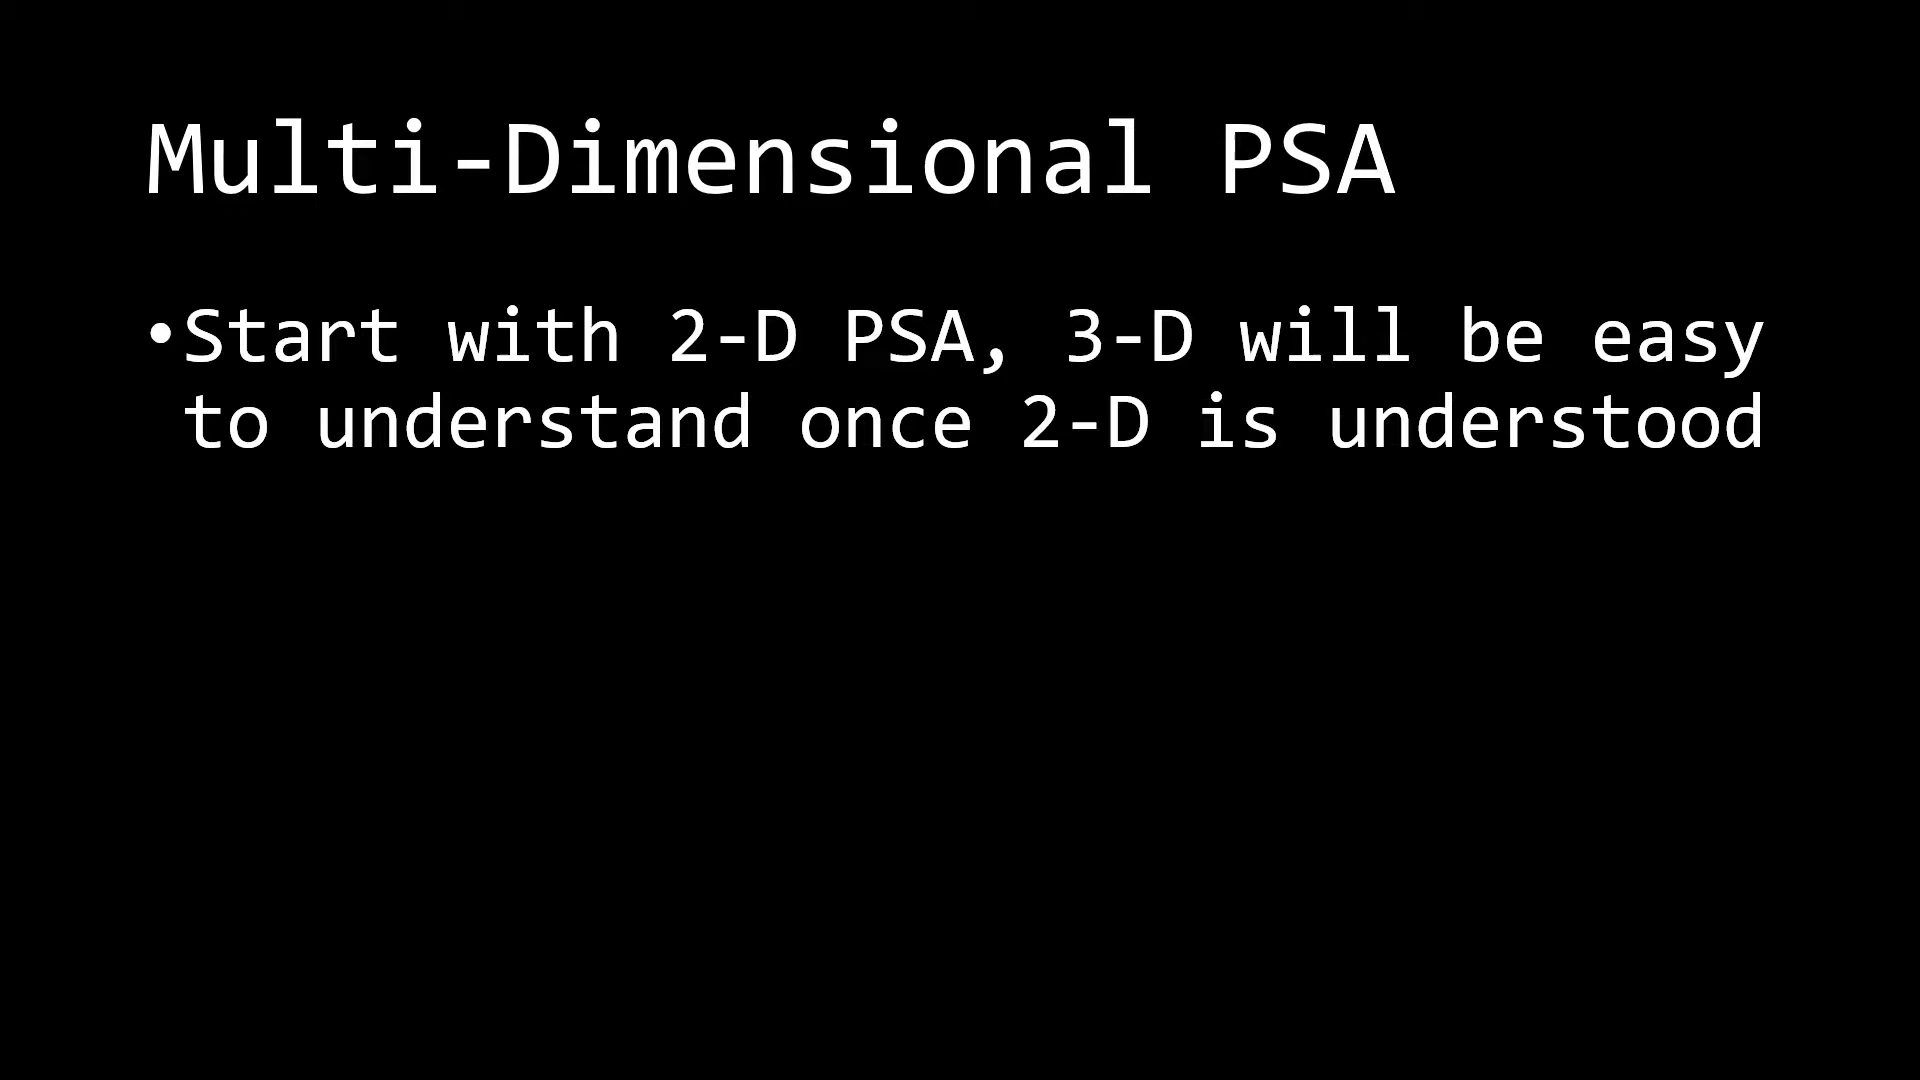 Multi-Dimensional PSA
•Start with 2-D PSA, 3-D will be easy
to understand once 2-D is understood